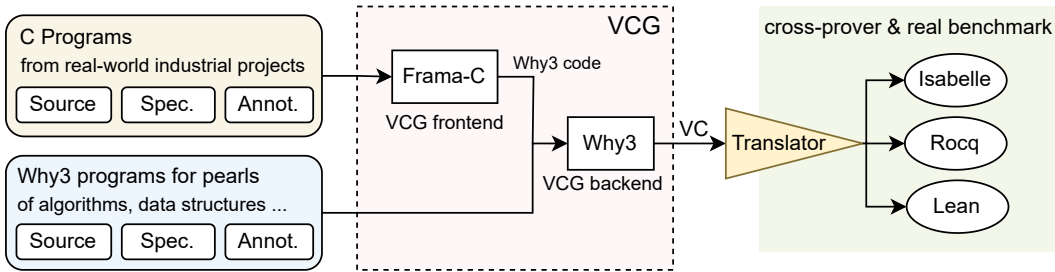 C Programs
from real-world industrial projects
Source
Spec.
Annot.
Why3 programs for pearls
of algorithms, data structures ...
Source
Spec.
Annot.
VCG
Frama-C
VCG frontend
Why3 code
Why3
VCG backend
VC
Translator
cross-prover & real benchmark
Isabelle
Rocq
Lean